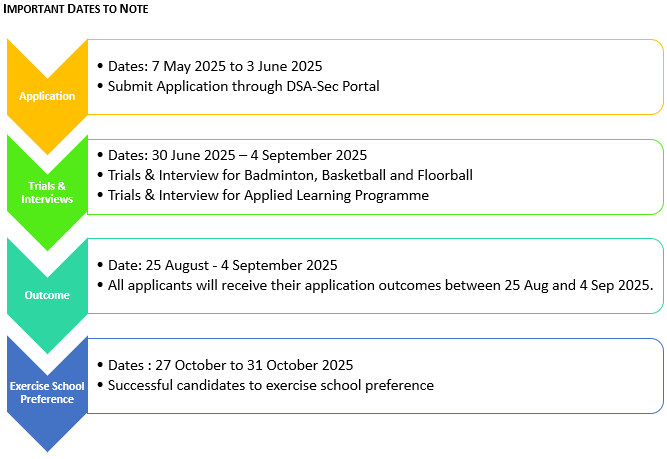 IMPORTANT DATES TO NOTE
Application
• Dates: 7 May 2025 to 3 June 2025
• Submit Application through DSA-Sec Portal
Trials &
Interviews
• Dates: 30 June 2025 – 4 September 2025
• Trials & Interview for Badminton, Basketball and Floorball
• Trials & Interview for Applied Learning Programme
Outcome
• Date: 25 August - 4 September 2025
• All applicants will receive their application outcomes between 25 Aug and 4 Sep 2025.
Exercise School
Preference
• Dates : 27 October to 31 October 2025
• Successful candidates to exercise school preference